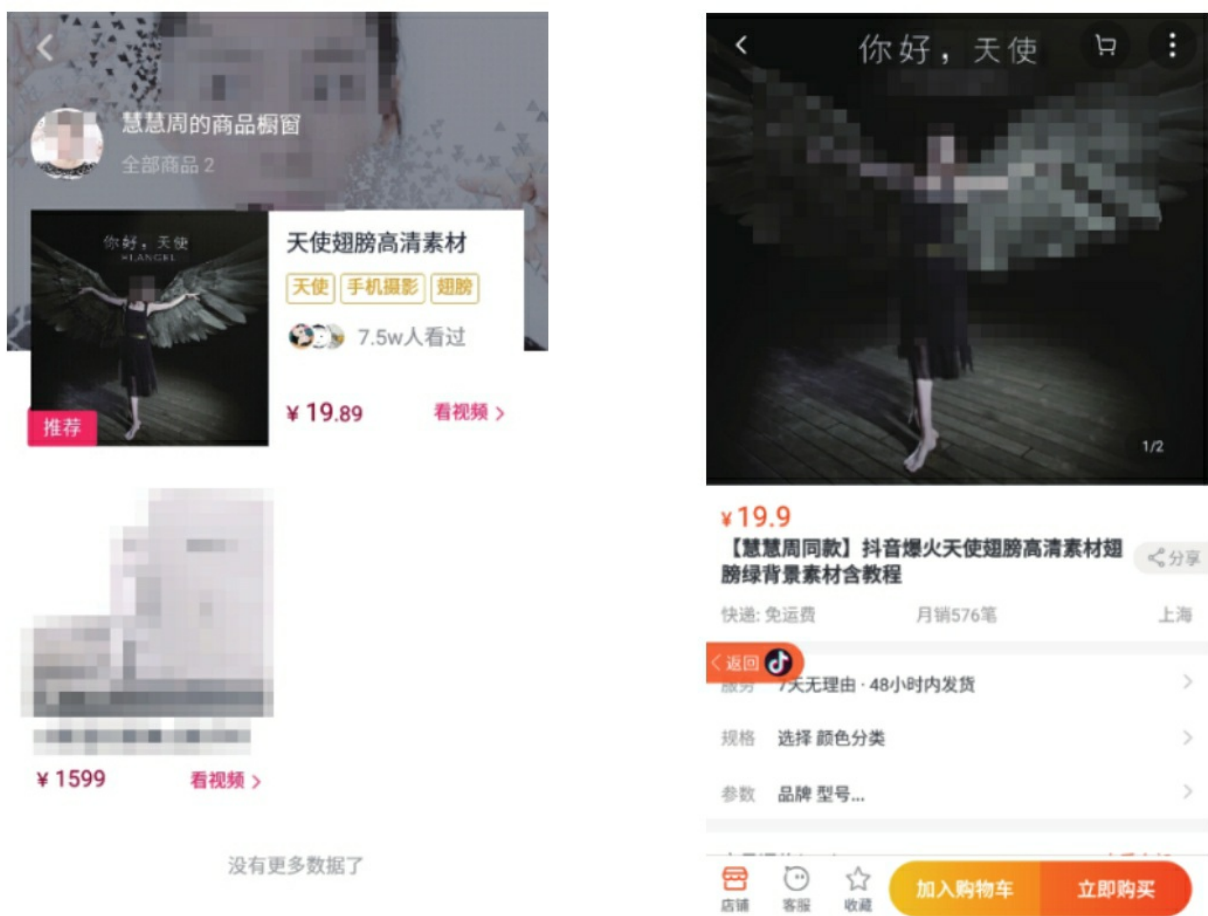 慧慧周的商品橱窗
全部商品 2
你好，天使
HI,ANGEL
推荐
天使翅膀高清素材
天使 手机摄影 翅膀
7.5w人看过
¥ 19.89 看视频
¥ 1599 看视频
没有更多数据了
你好，天使
1/2
¥ 19.9
【慧慧周同款】抖音爆火天使翅膀高清素材翅
膀绿背景素材含教程
分享
快递: 免运费 月销576笔 上海
返回
服务 7天无理由 · 48小时内发货
规格 选择 颜色分类
参数 品牌 型号...
店铺 客服 收藏 加入购物车 立即购买